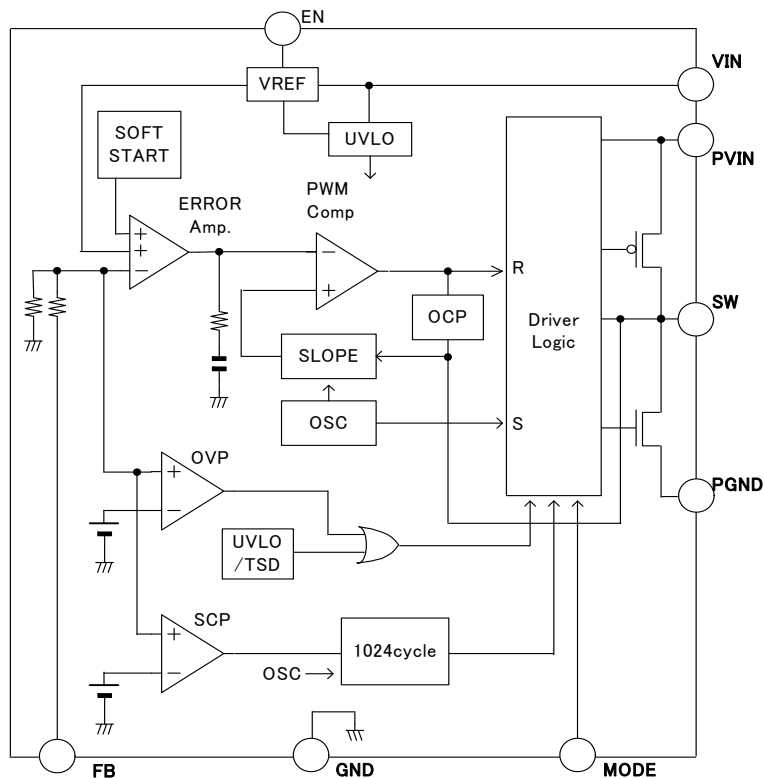 EN
VIN
VREF
SOFT
START
UVLO
PVIN
PWM
Comp
ERROR
Amp.
+
+
−
−
+
R
SW
OCP
Driver
Logic
SLOPE
OSC
S
OVP
+
−
PGND
UVLO
/TSD
SCP
+
−
1024cycle
OSC
FB
GND
MODE